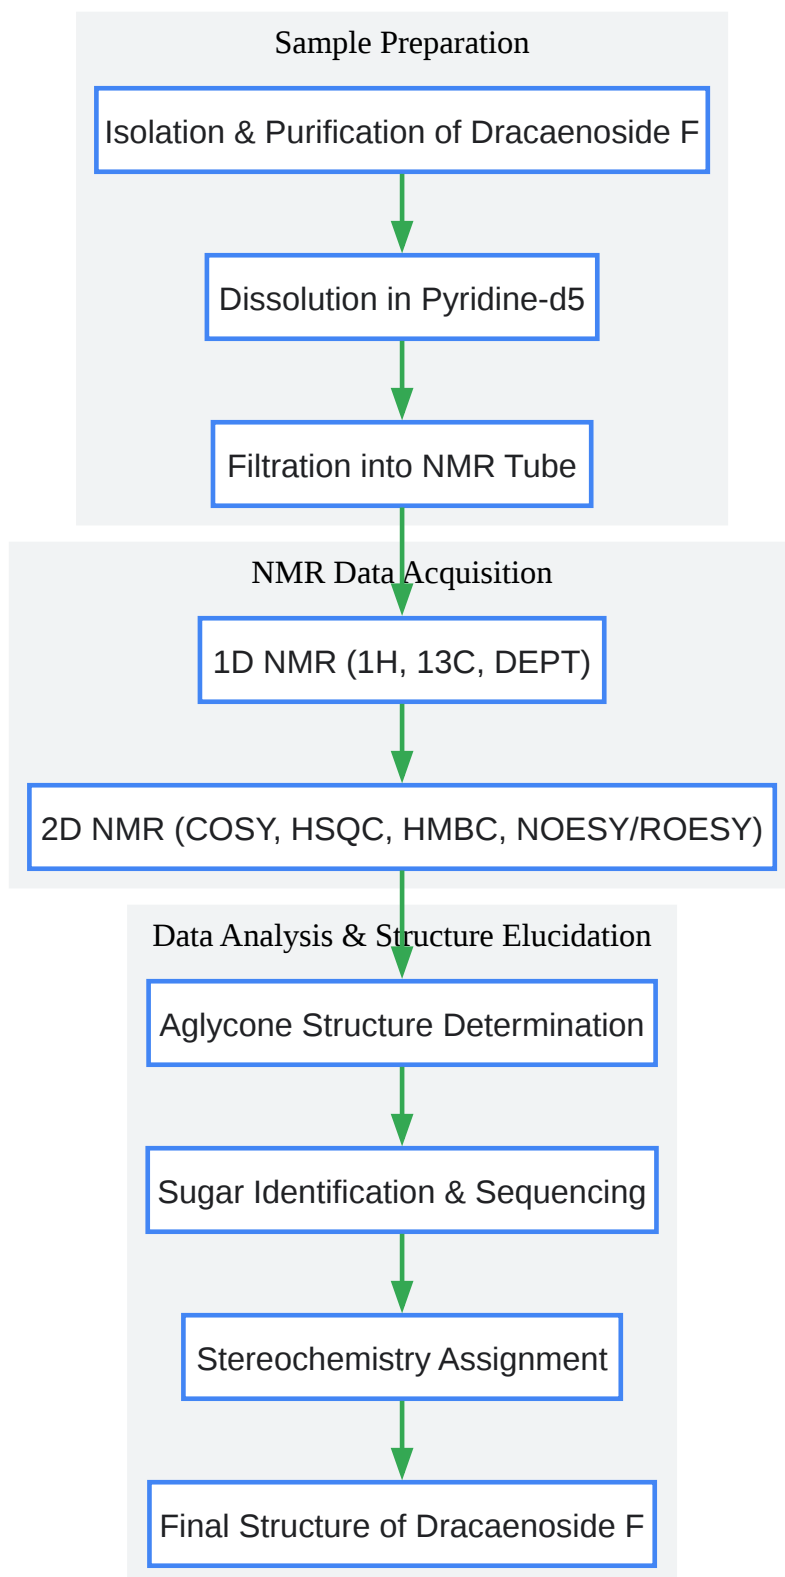 Sample Preparation
Isolation & Purification of Dracaenoside F
Dissolution in Pyridine-d5
Filtration into NMR Tube
NMR Data Acquisition
1D NMR (1H, 13C, DEPT)
2D NMR (COSY, HSQC, HMBC, NOESY/ROESY)
Data Analysis & Structure Elucidation
Aglycone Structure Determination
Sugar Identification & Sequencing
Stereochemistry Assignment
Final Structure of Dracaenoside F